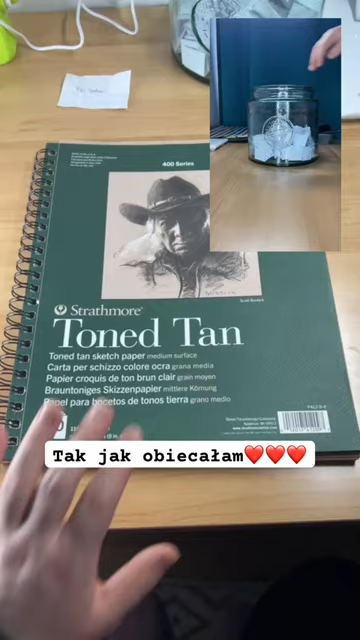 400 Series
Strathmore®
Toned Tan
Toned tan sketch paper medium surface
Carta per schizzo colore ocra grana media
Papier croquis de ton brun clair grain moyen
Brauntoniges Skizzenpapier mittlere Körnung
Papel para bocetos de tonos tierra grano medio
Tak jak obiecałam❤️❤️❤️